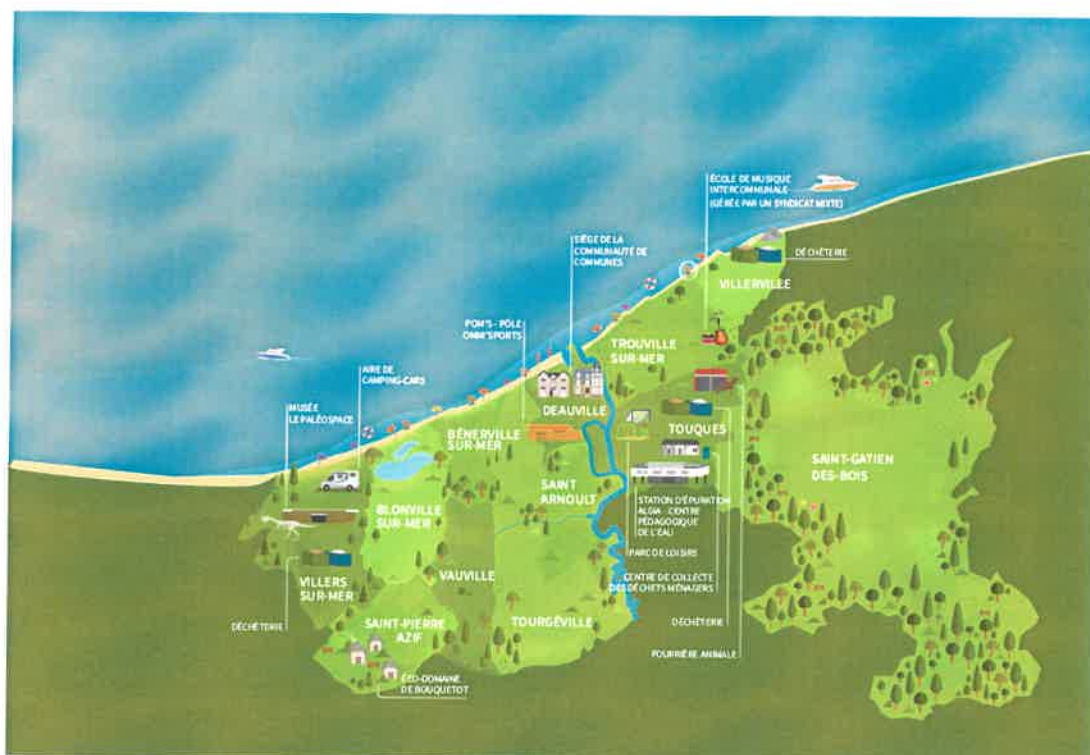 ÉCOLE DE MUSIQUE
INTERCOMMUNALE
(GÉRÉE PAR UN SYNDICAT MIXTE)
SIÈGE DE LA
COMMUNAUTÉ DE
COMMUNES
DÉCHÈTERIE
VILLERVILLE
POM'S - PÔLE
OMNI'SPORTS
TROUVILLE
SUR-MER
AIRE DE
CAMPING-CARS
MUSÉE
LE PALÉOSPACE
DEAUVILLE
BÉNERVILLE
SUR-MER
TOUQUES
SAINT-GATIEN
DES-BOIS
SAINT
ARNOULT
BLONVILLE
SUR-MER
STATION D'ÉPURATION
ALGIA - CENTRE
PÉDAGOGIQUE
DE L'EAU
PARC DE LOISIRS
VILLERS
SUR-MER
VAUVILLE
CENTRE DE COLLECTE
DES DÉCHETS MÉNAGERS
DÉCHÈTERIE
SAINT-PIERRE
AZIF
TOURGÉVILLE
DÉCHÈTERIE
FOURRIÈRE ANIMALE
ÉCO-DOMAINE
DE BOUQUETOT